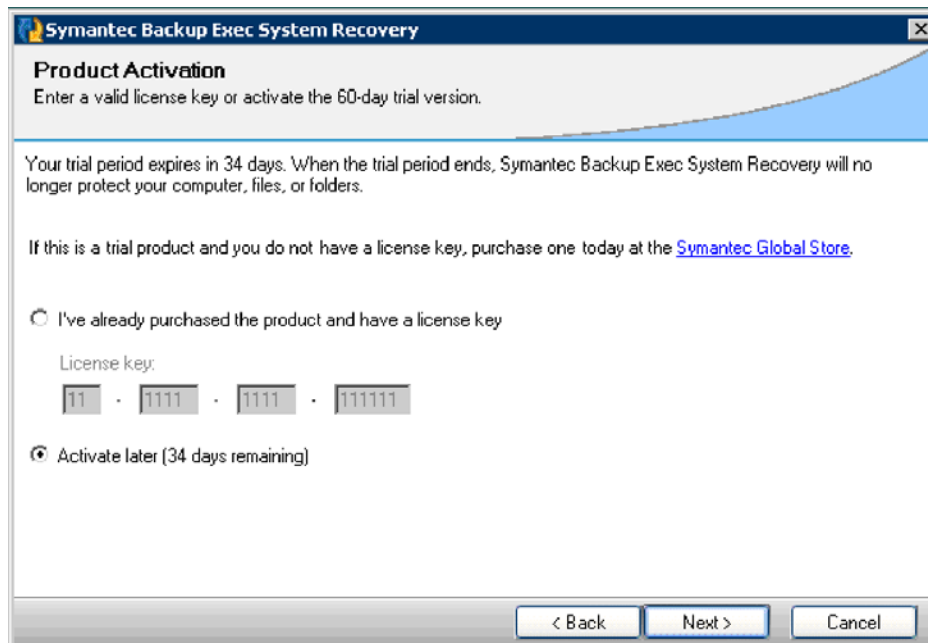 Symantec Backup Exec System Recovery
Product Activation
Enter a valid license key or activate the 60-day trial version.
Your trial period expires in 34 days. When the trial period ends, Symantec Backup Exec System Recovery will no
longer protect your computer, files, or folders.
If this is a trial product and you do not have a license key, purchase one today at the Symantec Global Store.
I've already purchased the product and have a license key
License key:
11 - 1111 - 1111 - 111111
Activate later (34 days remaining)
< Back Next > Cancel